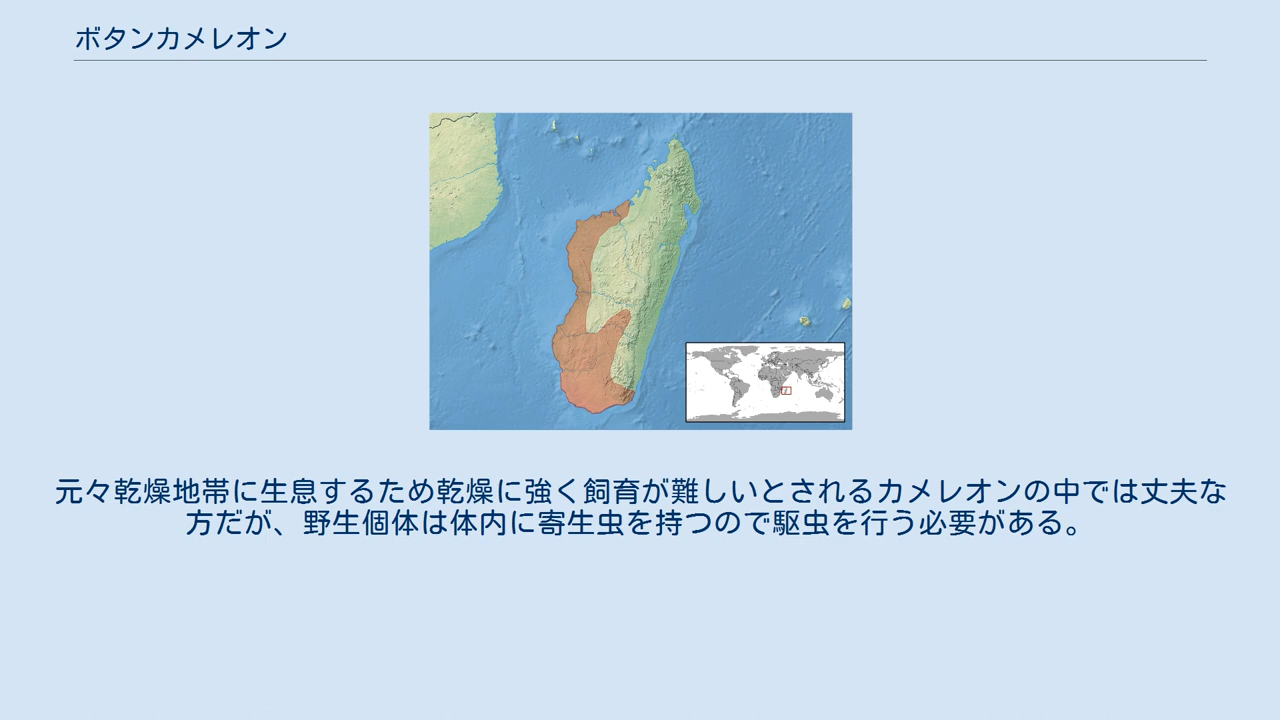 ボタンカメレオン
元々乾燥地帯に生息するため乾燥に強く飼育が難しいとされるカメレオンの中では丈夫な
方だが、野生個体は体内に寄生虫を持つので駆虫を行う必要がある。